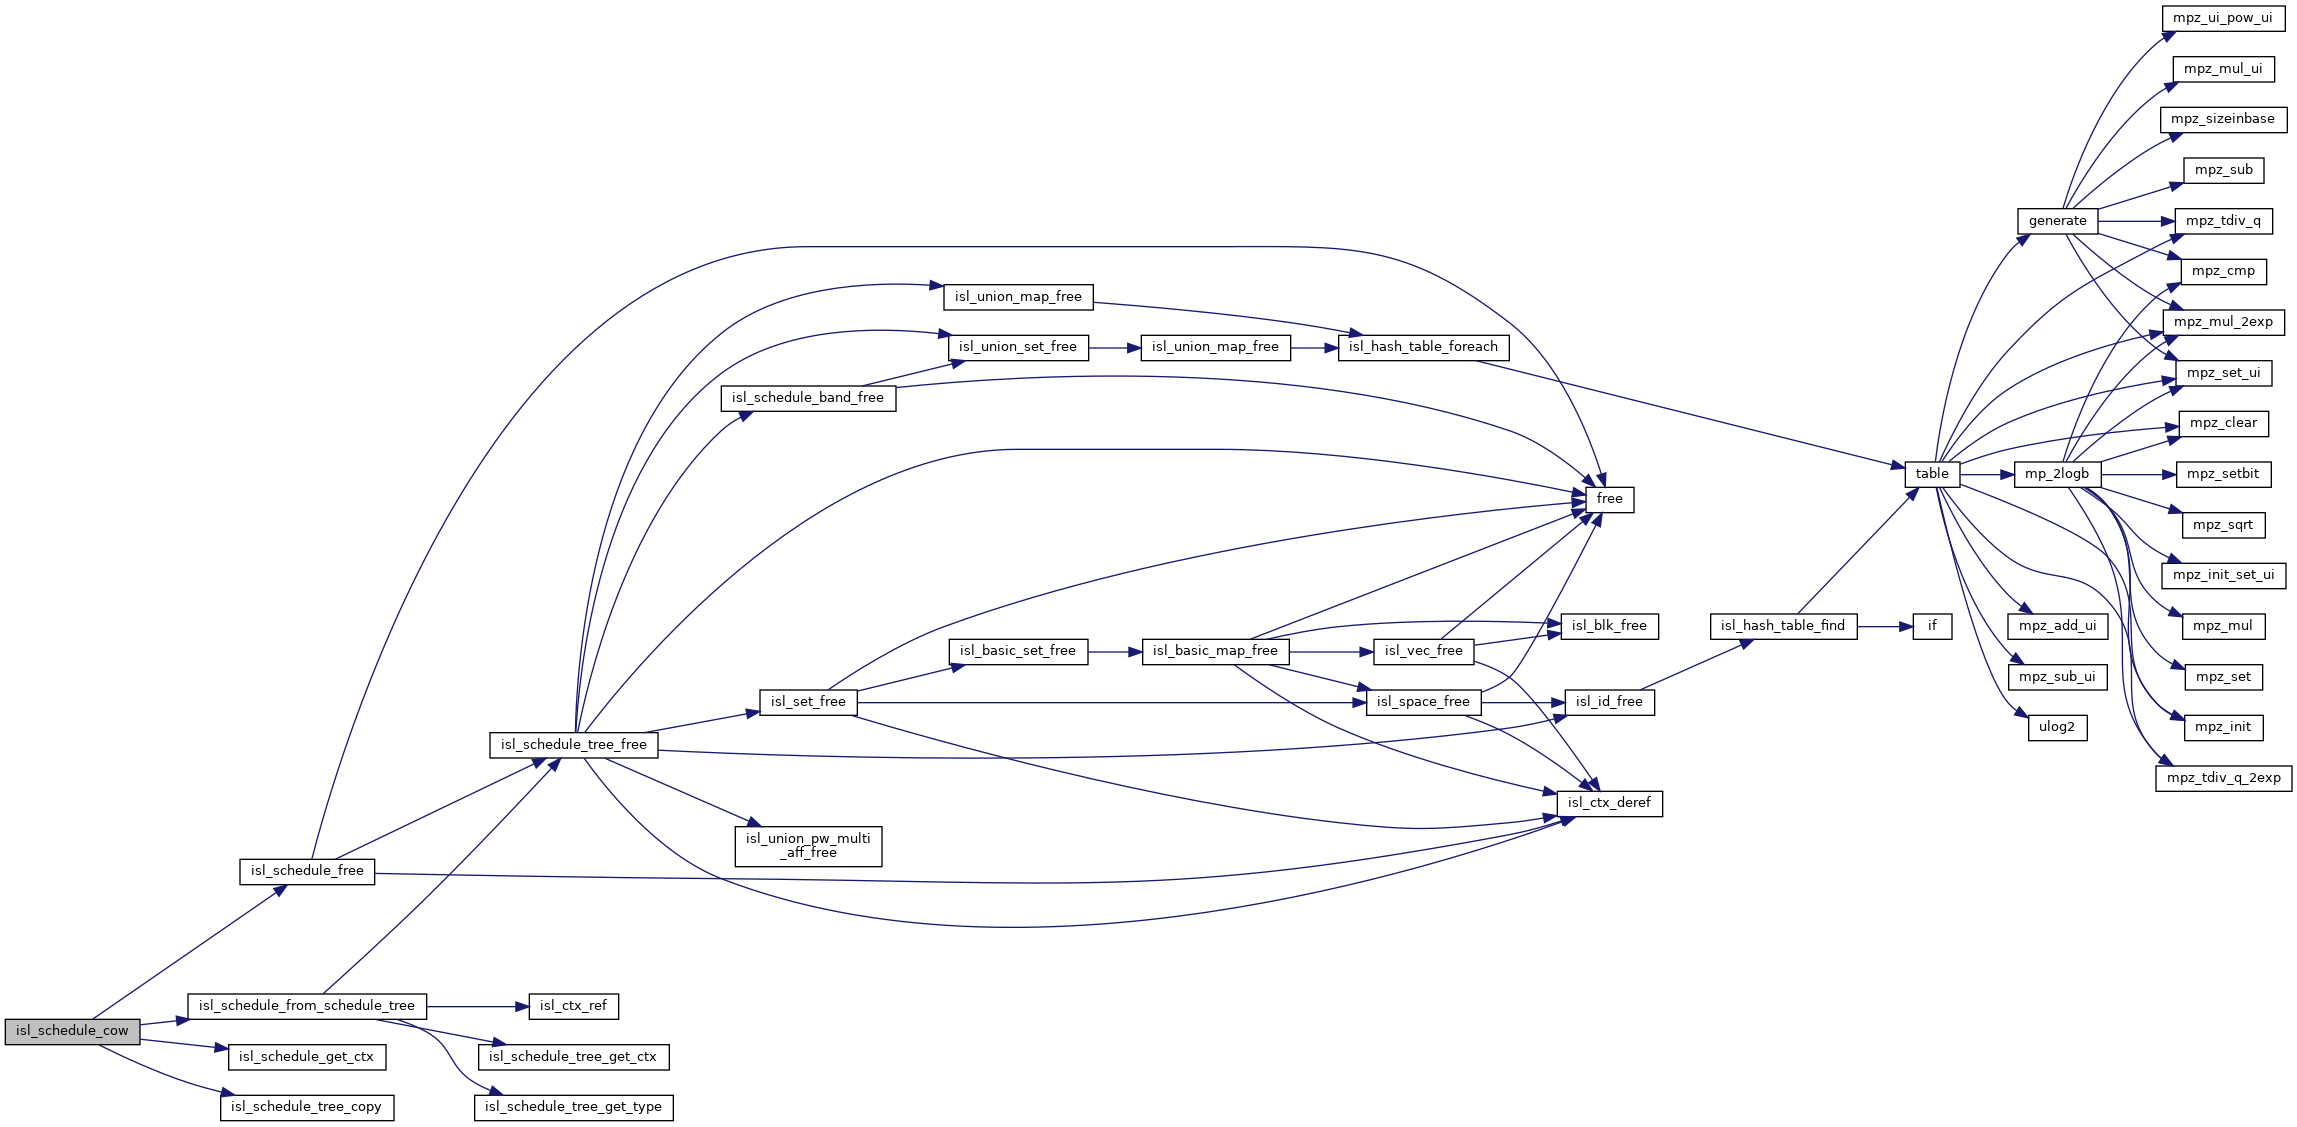 mpz_ui_pow_ui
mpz_mul_ui
mpz_sizeinbase
mpz_sub
generate
mpz_tdiv_q
mpz_cmp
isl_union_map_free
mpz_mul_2exp
isl_union_set_free
isl_union_map_free
isl_hash_table_foreach
mpz_set_ui
isl_schedule_band_free
mpz_clear
table
mp_2logb
mpz_setbit
free
mpz_sqrt
mpz_init_set_ui
isl_blk_free
isl_hash_table_find
if
mpz_add_ui
mpz_mul
isl_basic_set_free
isl_basic_map_free
isl_vec_free
mpz_sub_ui
mpz_set
isl_set_free
isl_space_free
isl_id_free
ulog2
mpz_init
isl_schedule_tree_free
mpz_tdiv_q_2exp
isl_ctx_deref
isl_union_pw_multi
_aff_free
isl_schedule_free
isl_schedule_from_schedule_tree
isl_ctx_ref
isl_schedule_cow
isl_schedule_get_ctx
isl_schedule_tree_get_ctx
isl_schedule_tree_copy
isl_schedule_tree_get_type